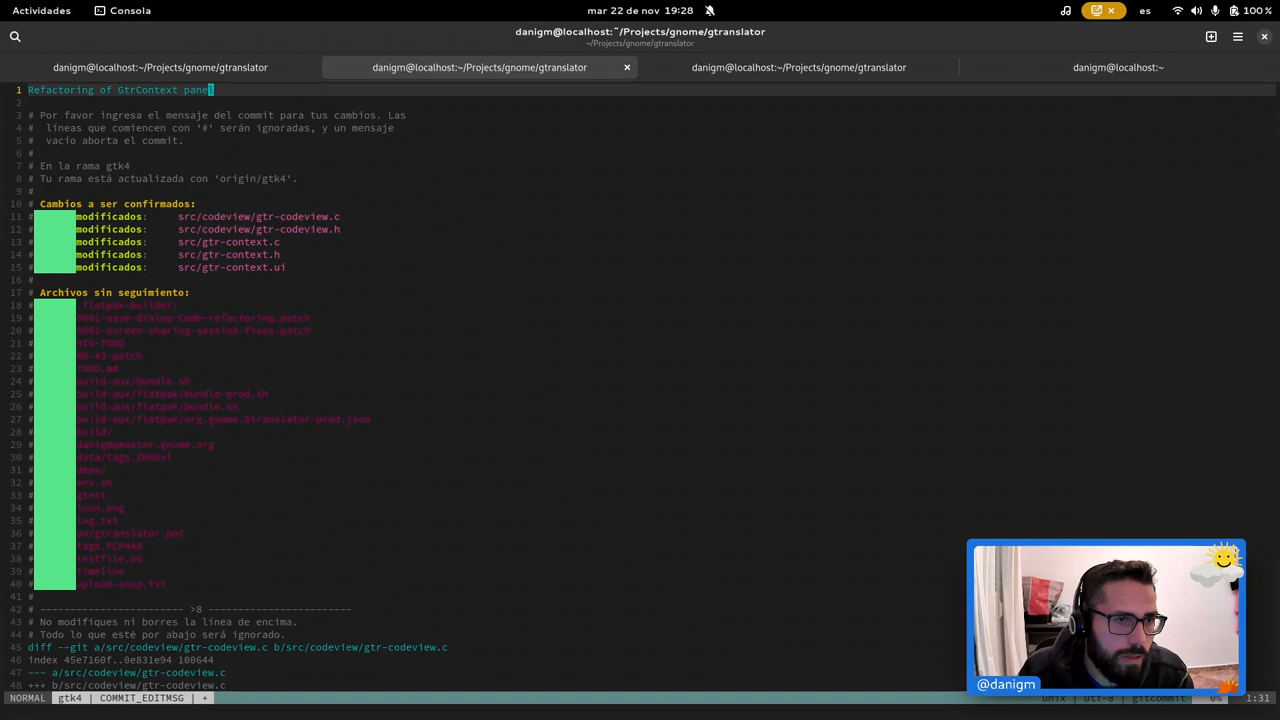 Actividades Consola mar 22 de nov 19:28 es 100 %
danigm@localhost:~/Projects/gnome/gtranslator
~/Projects/gnome/gtranslator
danigm@localhost:~/Projects/gnome/gtranslator danigm@localhost:~/Projects/gnome/gtranslator × danigm@localhost:~/Projects/gnome/gtranslator danigm@localhost:~
1 Refactoring of GtrContext panel
2
3 # Por favor ingresa el mensaje del commit para tus cambios. Las
4 #  líneas que comiencen con '#' serán ignoradas, y un mensaje
5 #  vacío aborta el commit.
6 #
7 # En la rama gtk4
8 # Tu rama está actualizada con 'origin/gtk4'.
9 #
10 # Cambios a ser confirmados:
11 # modificados: src/codeview/gtr-codeview.c
12 # modificados: src/codeview/gtr-codeview.h
13 # modificados: src/gtr-context.c
14 # modificados: src/gtr-context.h
15 # modificados: src/gtr-context.ui
16 #
17 # Archivos sin seguimiento:
18 # .flatpak-builder/
19 # 0001-save-dialog-Code-refactoring.patch
20 # 0001-screen-sharing-session-fixes.patch
21 # HIG-TODO
22 # MR-43-patch
23 # TODO.md
24 # build-aux/bundle.sh
25 # build-aux/flatpak/bundle-prod.sh
26 # build-aux/flatpak/bundle.sh
27 # build-aux/flatpak/org.gnome.Gtranslator-prod.json
28 # build/
29 # danigm@master.gnome.org
30 # data/tags.ZH60vl
31 # deps/
32 # env.sh
33 # gtest
34 # icon.png
35 # log.txt
36 # po/gtranslator.pot
37 # tags.FCP4A0
38 # testfile.po
39 # timeline
40 # upload-soup.txt
41 #
42 # ------------------------ >8 ------------------------
43 # No modifiques ni borres la línea de encima.
44 # Todo lo que esté por abajo será ignorado.
45 diff --git a/src/codeview/gtr-codeview.c b/src/codeview/gtr-codeview.c
46 index 45e7160f..0e831e94 100644
47 --- a/src/codeview/gtr-codeview.c
48 +++ b/src/codeview/gtr-codeview.c
@danigm
NORMAL gtk4 | COMMIT_EDITMSG | + unix | utf-8 | gitcommit 0% 1:31